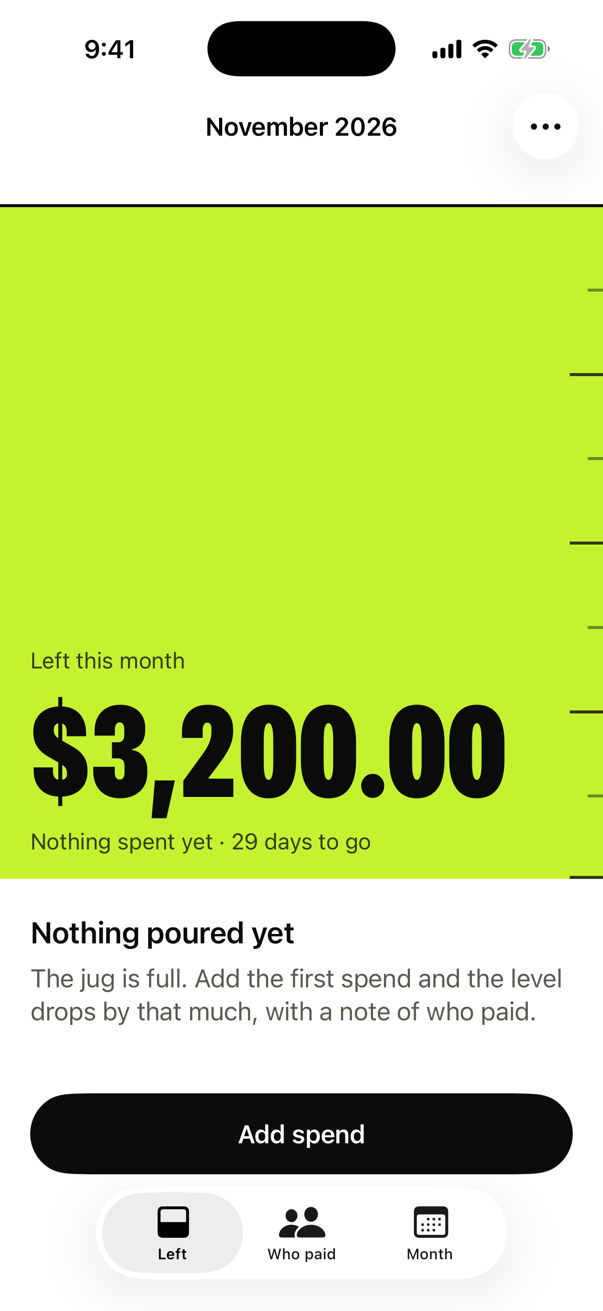 9:41
November 2026
Left this month
$3,200.00
Nothing spent yet · 29 days to go
Nothing poured yet
The jug is full. Add the first spend and the level
drops by that much, with a note of who paid.
Add spend
Left
Who paid
Month